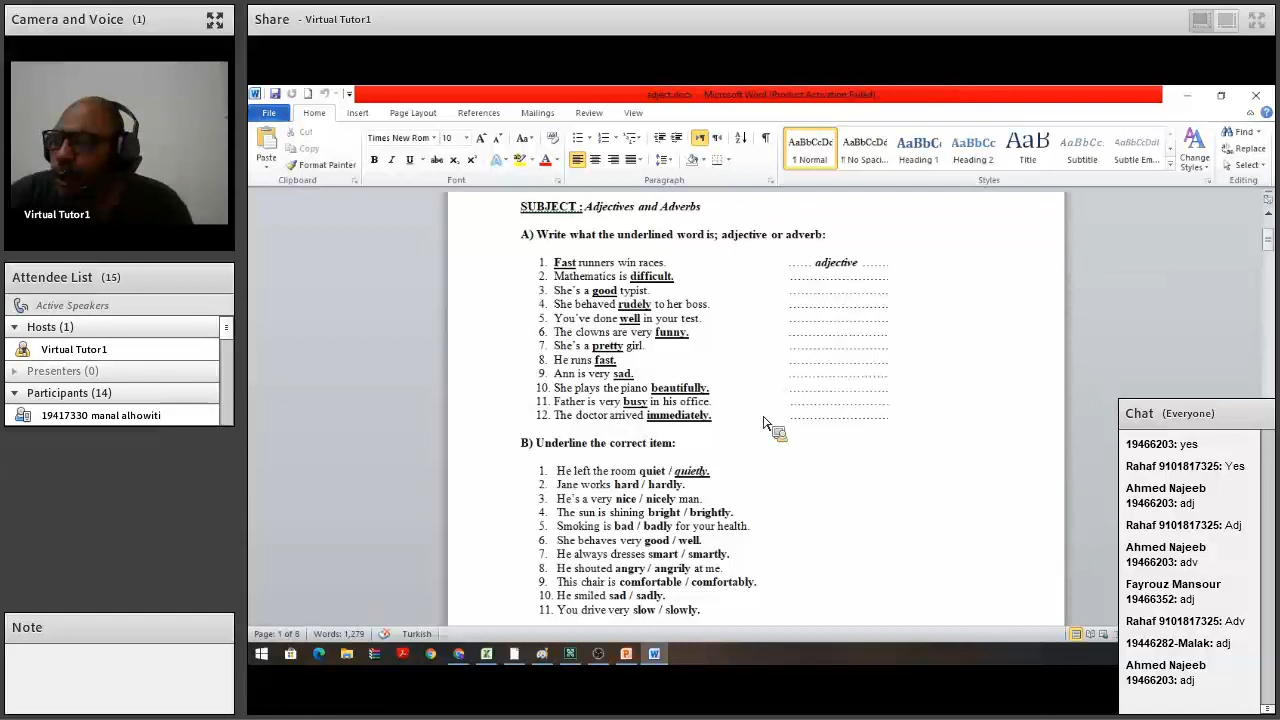 Camera and Voice (1)
Virtual Tutor1
Attendee List (15)
Active Speakers
Hosts (1)
Virtual Tutor1
Presenters (0)
Participants (14)
19417330 manal alhowiti
Note
Share - Virtual Tutor1
adject.docx - Microsoft Word (Product Activation Failed)
File Home Insert Page Layout References Mailings Review View
Paste
Cut
Copy
Format Painter
Clipboard
Times New Rom 10
Font
Paragraph
AaBbCcDc AaBbCcDc AaBbC AaBbCc AaB AaBbCc. AaBbCcDd
¶ Normal ¶ No Spaci... Heading 1 Heading 2 Title Subtitle Subtle Em...
Change
Styles
Styles
Find
Replace
Select
Editing
SUBJECT : Adjectives and Adverbs
A) Write what the underlined word is; adjective or adverb:
1. Fast runners win races. ...... adjective .......
2. Mathematics is difficult.
3. She's a good typist.
4. She behaved rudely to her boss.
5. You've done well in your test.
6. The clowns are very funny.
7. She's a pretty girl.
8. He runs fast.
9. Ann is very sad.
10. She plays the piano beautifully.
11. Father is very busy in his office.
12. The doctor arrived immediately.
B) Underline the correct item:
1. He left the room quiet / quietly.
2. Jane works hard / hardly.
3. He's a very nice / nicely man.
4. The sun is shining bright / brightly.
5. Smoking is bad / badly for your health.
6. She behaves very good / well.
7. He always dresses smart / smartly.
8. He shouted angry / angrily at me.
9. This chair is comfortable / comfortably.
10. He smiled sad / sadly.
11. You drive very slow / slowly.
Page: 1 of 8 Words: 1,279 Turkish
Chat (Everyone)
19466203: yes
Rahaf 9101817325: Yes
Ahmed Najeeb
19466203: adj
Rahaf 9101817325: Adj
Ahmed Najeeb
19466203: adv
Fayrouz Mansour
19466352: adj
Rahaf 9101817325: Adv
19446282-Malak: adj
Ahmed Najeeb
19466203: adj